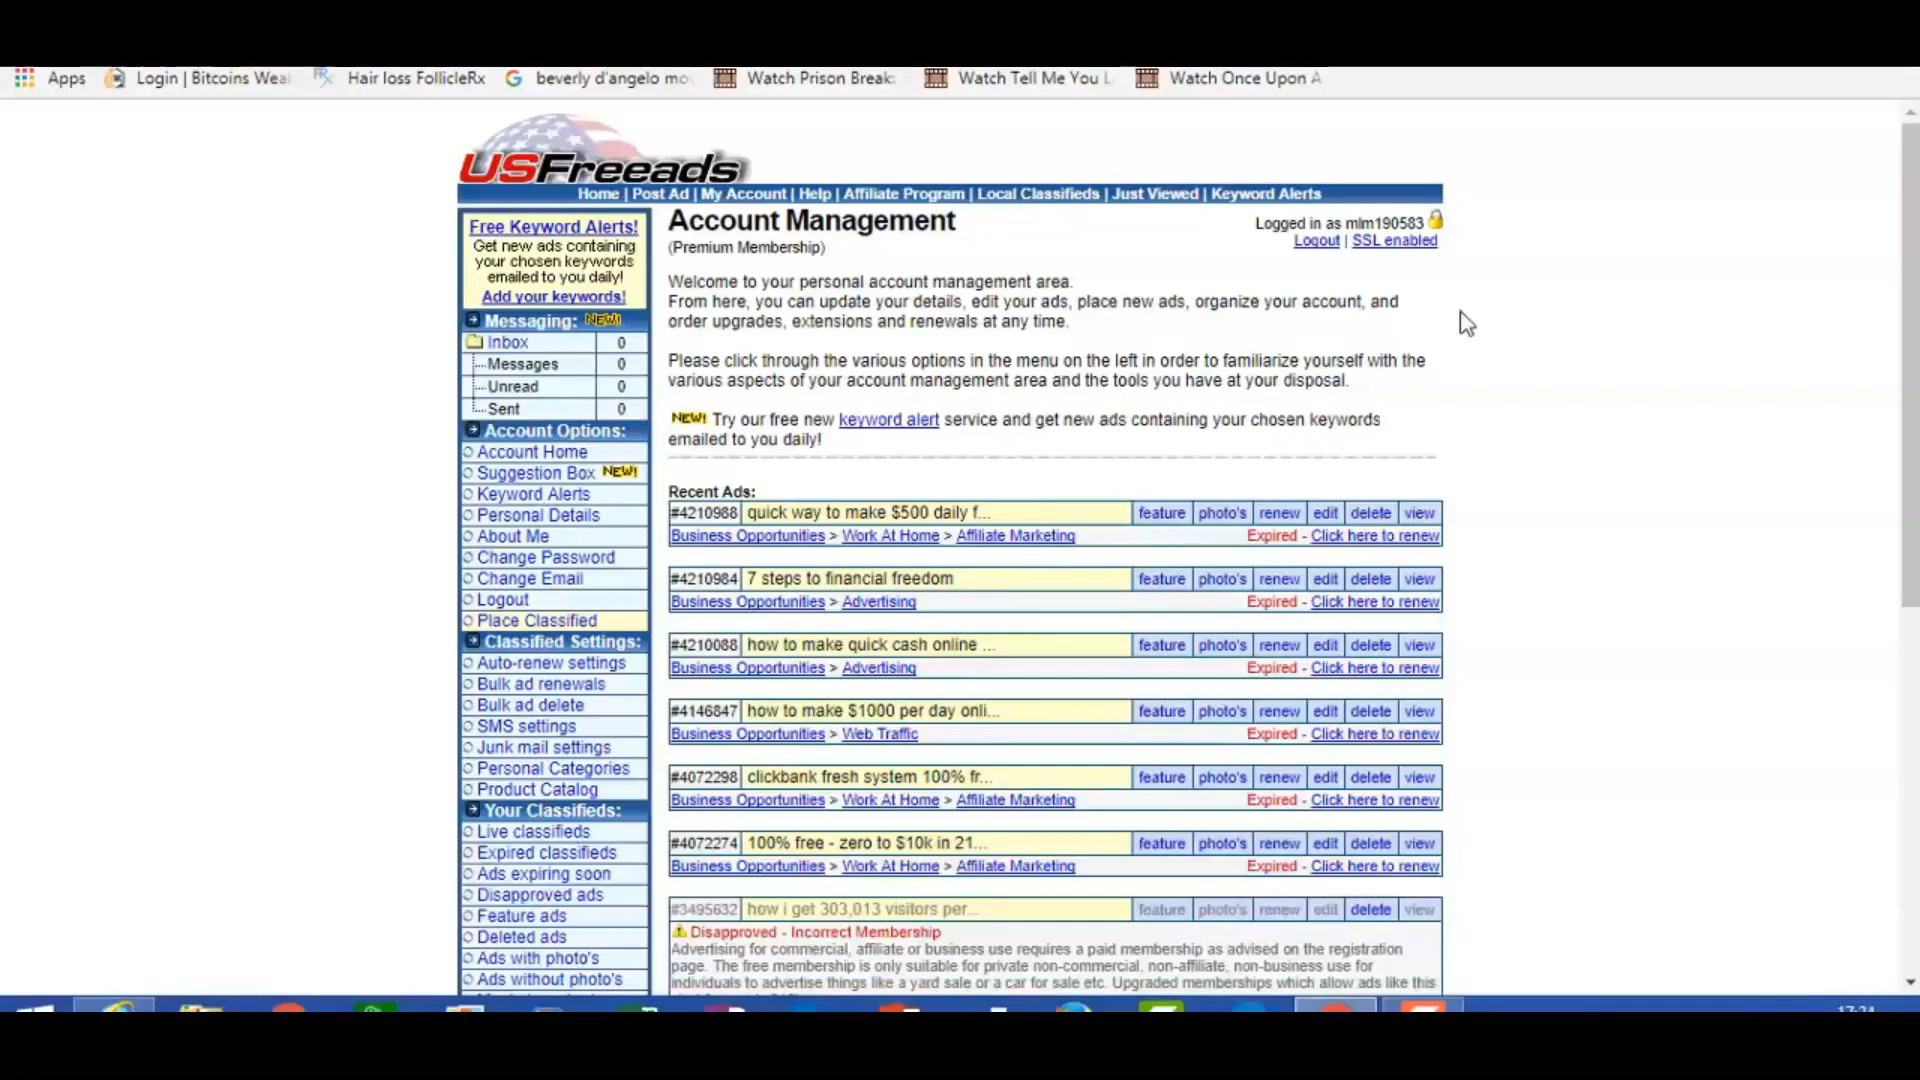 Apps Login | Bitcoins Wea Hair loss FollicleRx beverly d'angelo mo Watch Prison Break Watch Tell Me You L Watch Once Upon A
USFreeads
Home | Post Ad | My Account | Help | Affiliate Program | Local Classifieds | Just Viewed | Keyword Alerts
Free Keyword Alerts!
Get new ads containing
your chosen keywords
emailed to you daily!
Add your keywords!
Messaging: NEW!
Inbox 0
Messages 0
Unread 0
Sent 0
Account Options:
Account Home
Suggestion Box NEW!
Keyword Alerts
Personal Details
About Me
Change Password
Change Email
Logout
Place Classified
Classified Settings:
Auto-renew settings
Bulk ad renewals
Bulk ad delete
SMS settings
Junk mail settings
Personal Categories
Product Catalog
Your Classifieds:
Live classifieds
Expired classifieds
Ads expiring soon
Disapproved ads
Feature ads
Deleted ads
Ads with photo's
Ads without photo's
Account Management
(Premium Membership)
Logged in as mlm190583
Logout | SSL enabled
Welcome to your personal account management area.
From here, you can update your details, edit your ads, place new ads, organize your account, and
order upgrades, extensions and renewals at any time.
Please click through the various options in the menu on the left in order to familiarize yourself with the
various aspects of your account management area and the tools you have at your disposal.
NEW! Try our free new keyword alert service and get new ads containing your chosen keywords
emailed to you daily!
Recent Ads:
#4210988 quick way to make $500 daily f... feature photo's renew edit delete view
Business Opportunities > Work At Home > Affiliate Marketing Expired - Click here to renew
#4210984 7 steps to financial freedom feature photo's renew edit delete view
Business Opportunities > Advertising Expired - Click here to renew
#4210088 how to make quick cash online ... feature photo's renew edit delete view
Business Opportunities > Advertising Expired - Click here to renew
#4146847 how to make $1000 per day onli... feature photo's renew edit delete view
Business Opportunities > Web Traffic Expired - Click here to renew
#4072298 clickbank fresh system 100% fr... feature photo's renew edit delete view
Business Opportunities > Work At Home > Affiliate Marketing Expired - Click here to renew
#4072274 100% free - zero to $10k in 21... feature photo's renew edit delete view
Business Opportunities > Work At Home > Affiliate Marketing Expired - Click here to renew
#3495632 how i get 303,013 visitors per... feature photo's renew edit delete view
Disapproved - Incorrect Membership
Advertising for commercial, affiliate or business use requires a paid membership as advised on the registration
page. The free membership is only suitable for private non-commercial, non-affiliate, non-business use for
individuals to advertise things like a yard sale or a car for sale etc. Upgraded memberships which allow ads like this